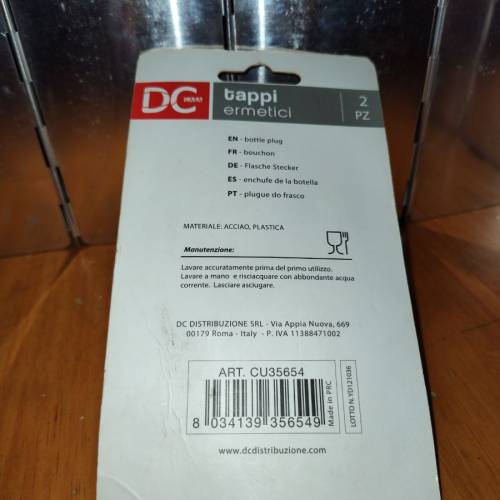 DC
tappi
ermetici
2
PZ
EN - bottle plug
FR - bouchon
DE - Flasche Stecker
ES - enchufe de la botella
PT - plugue do frasco
MATERIALE: ACCIAO, PLASTICA
Manutenzione:
Lavare accuratamente prima del primo utilizzo.
Lavare a mano e risciacquare con abbondante acqua
corrente. Lasciare asciugare.
DC DISTRIBUZIONE SRL - Via Appia Nuova, 669
00179 Roma - Italy - P. IVA 11388471002
ART. CU35654
8 034139 356549
Made in PRC
LOTTO N.YD121036
www.dcdistribuzione.com